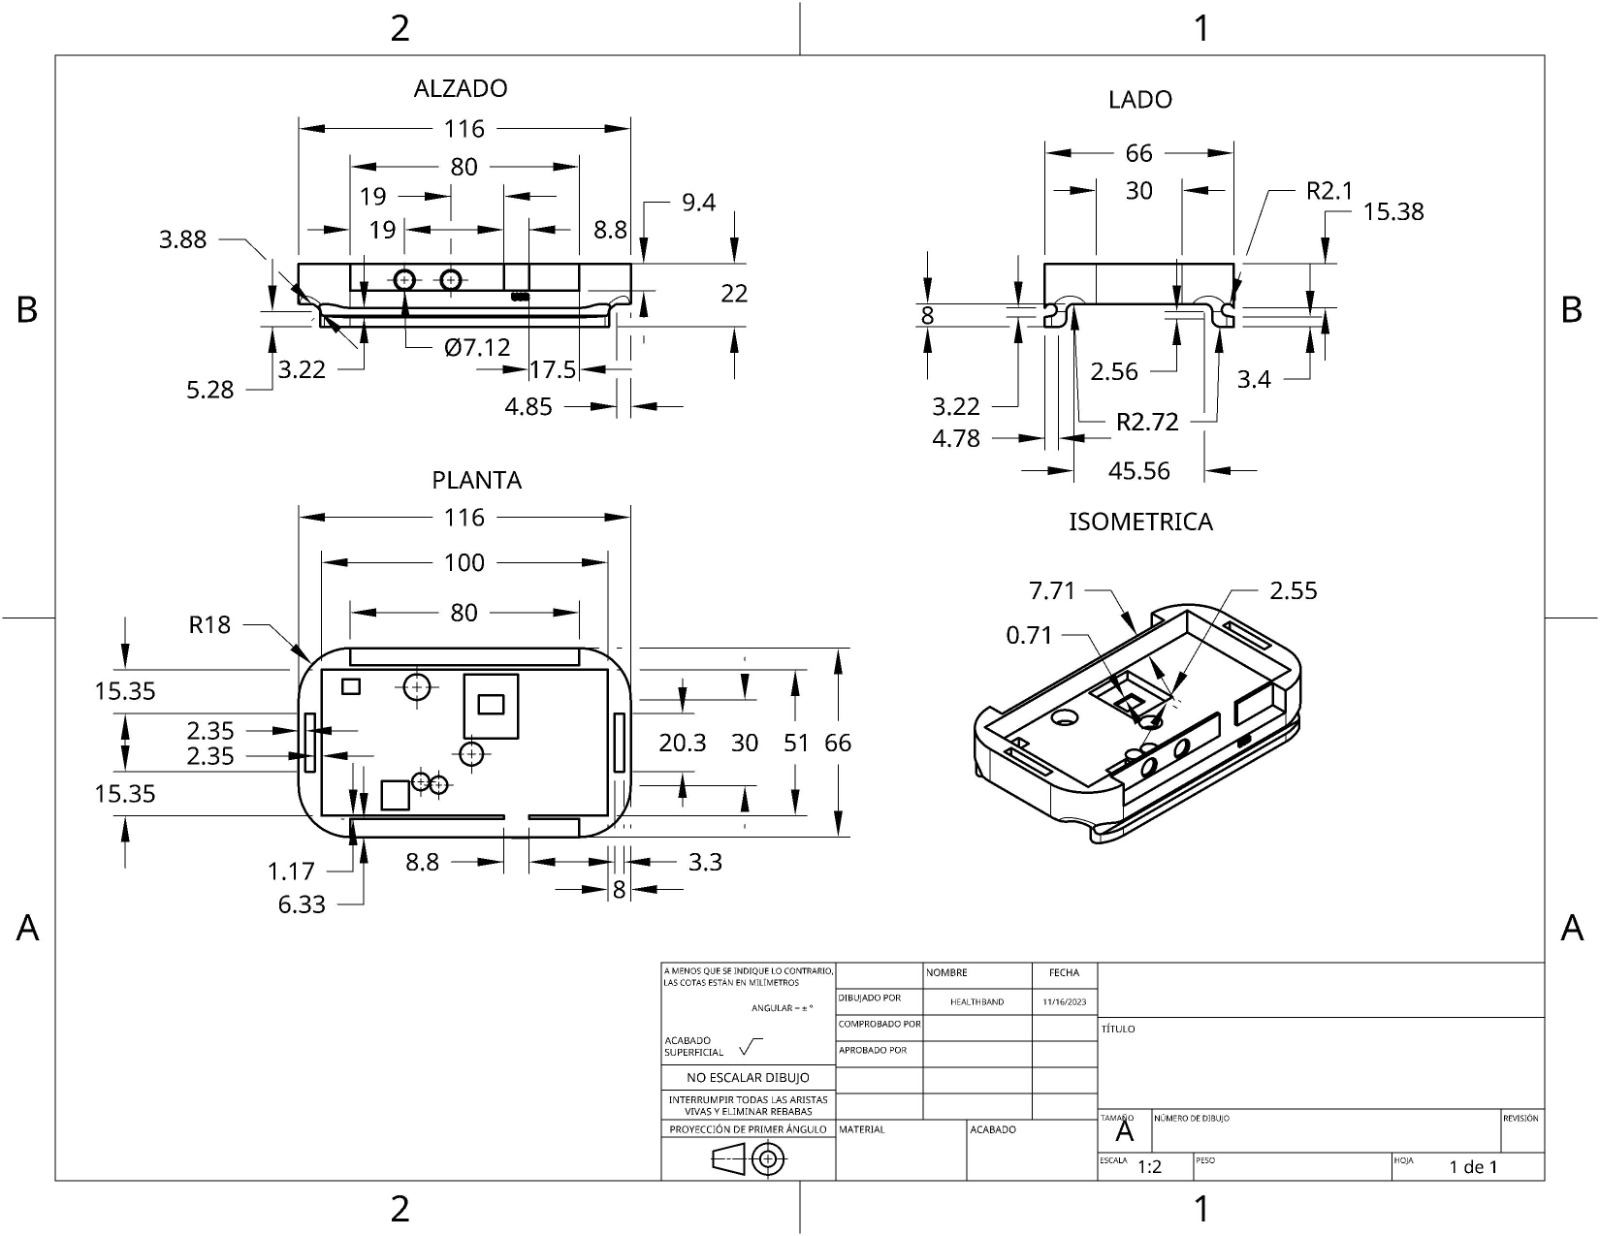 2
1
ALZADO
LADO
116
80
19
19
8.8
9.4
3.88
22
Ø7.12
3.22
5.28
17.5
4.85
66
30
R2.1
15.38
8
2.56
3.4
3.22
R2.72
4.78
45.56
B
B
PLANTA
116
100
80
R18
15.35
2.35
2.35
15.35
20.3
30
51
66
1.17
8.8
3.3
6.33
8
ISOMETRICA
7.71
2.55
0.71
A
A
A MENOS QUE SE INDIQUE LO CONTRARIO,
LAS COTAS ESTÁN EN MILÍMETROS
ANGULAR = ± °
ACABADO
SUPERFICIAL
NO ESCALAR DIBUJO
INTERRUMPIR TODAS LAS ARISTAS
VIVAS Y ELIMINAR REBABAS
PROYECCIÓN DE PRIMER ÁNGULO
NOMBRE
FECHA
DIBUJADO POR
HEALTHBAND
11/16/2023
COMPROBADO POR
APROBADO POR
MATERIAL
ACABADO
TÍTULO
TAMAÑO
A
NÚMERO DE DIBUJO
REVISIÓN
ESCALA
1:2
PESO
HOJA
1 de 1
2
1